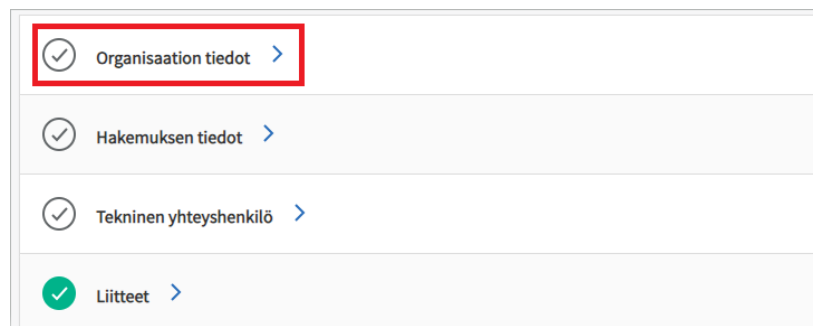 Organisaation tiedot
Hakemuksen tiedot
Tekninen yhteyshenkilö
Liitteet